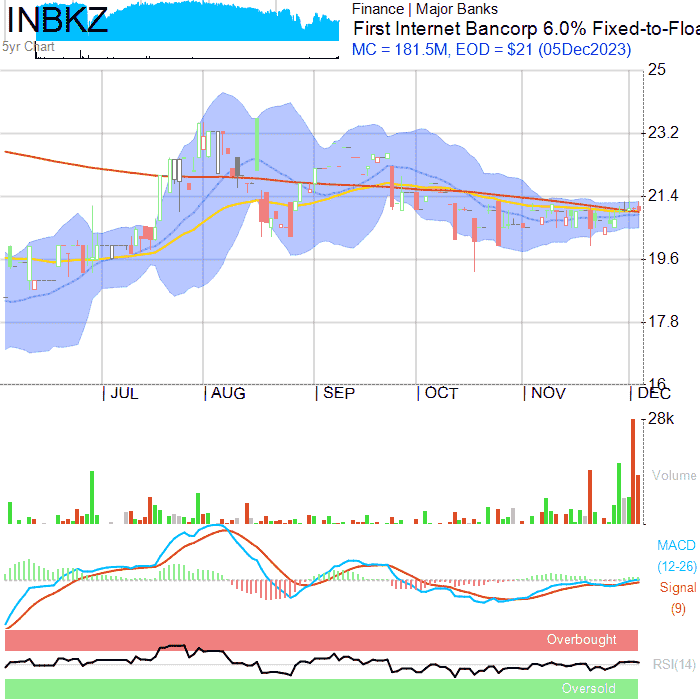 INBKZ
Finance | Major Banks
First Internet Bancorp 6.0% Fixed-to-Floa
MC = 181.5M, EOD = $21 (05Dec2023)
5yr Chart
25
23.2
21.4
19.6
17.8
16
JUL AUG SEP OCT NOV DEC
28k
Volume
MACD
(12-26)
Signal
(9)
Overbought
RSI(14)
Oversold